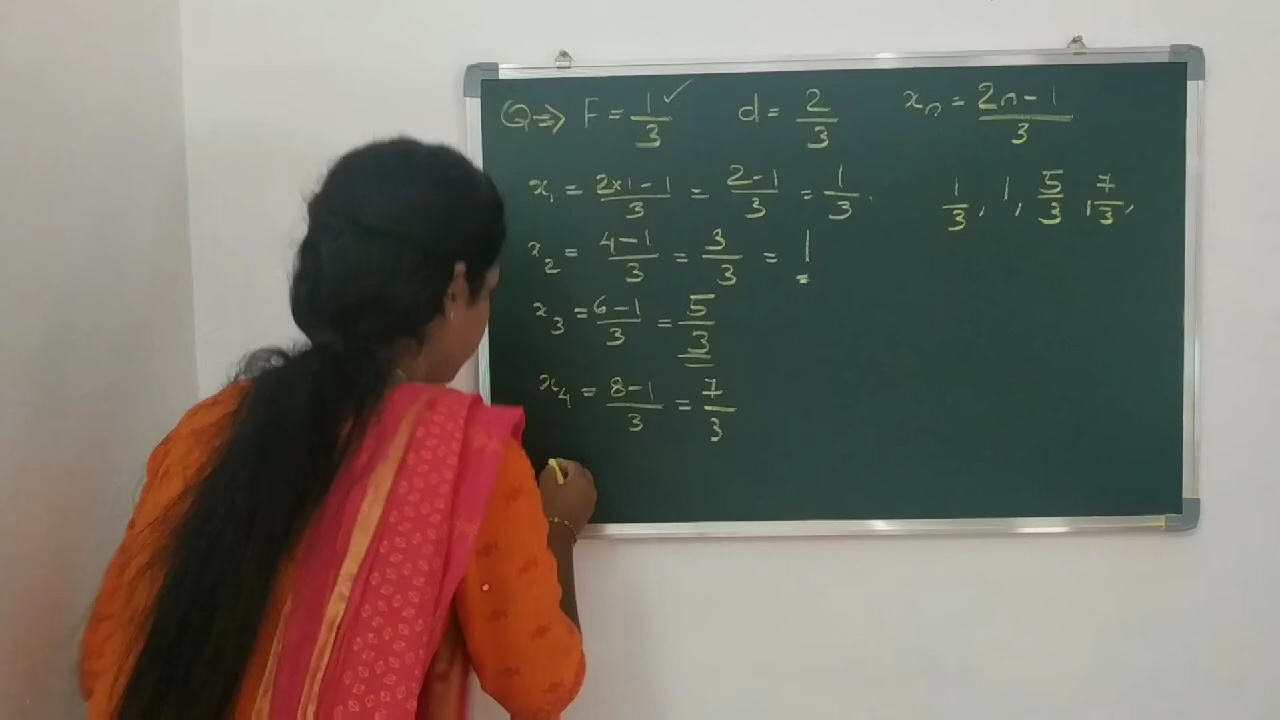 Q ⇒ F = 1/3 ✓ d = 2/3 xₙ = (2n-1)/3
x₁ = (2×1-1)/3 = (2-1)/3 = 1/3.
1/3, 1, 5/3, 7/3,
x₂ = (4-1)/3 = 3/3 = 1
x₃ = (6-1)/3 = 5/3
x₄ = (8-1)/3 = 7/3